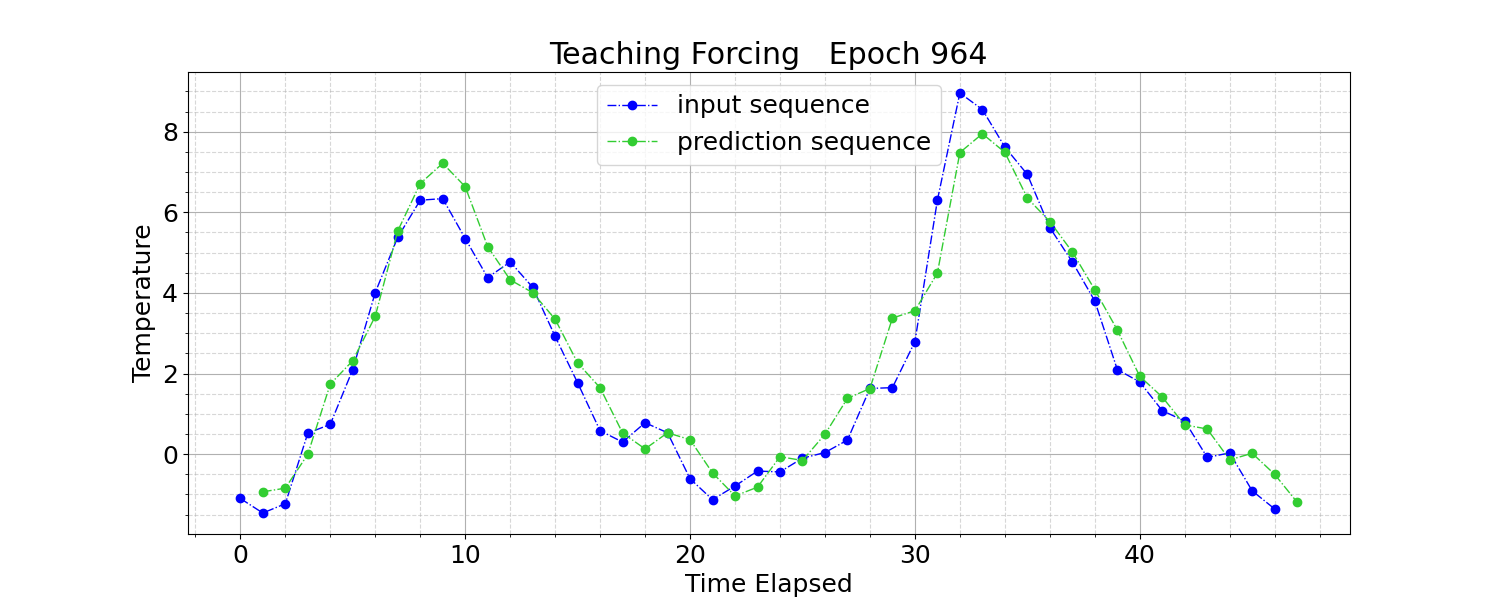 Teaching Forcing   Epoch 964
input sequence
prediction sequence
Temperature
8
6
4
2
0
0 10 20 30 40
Time Elapsed